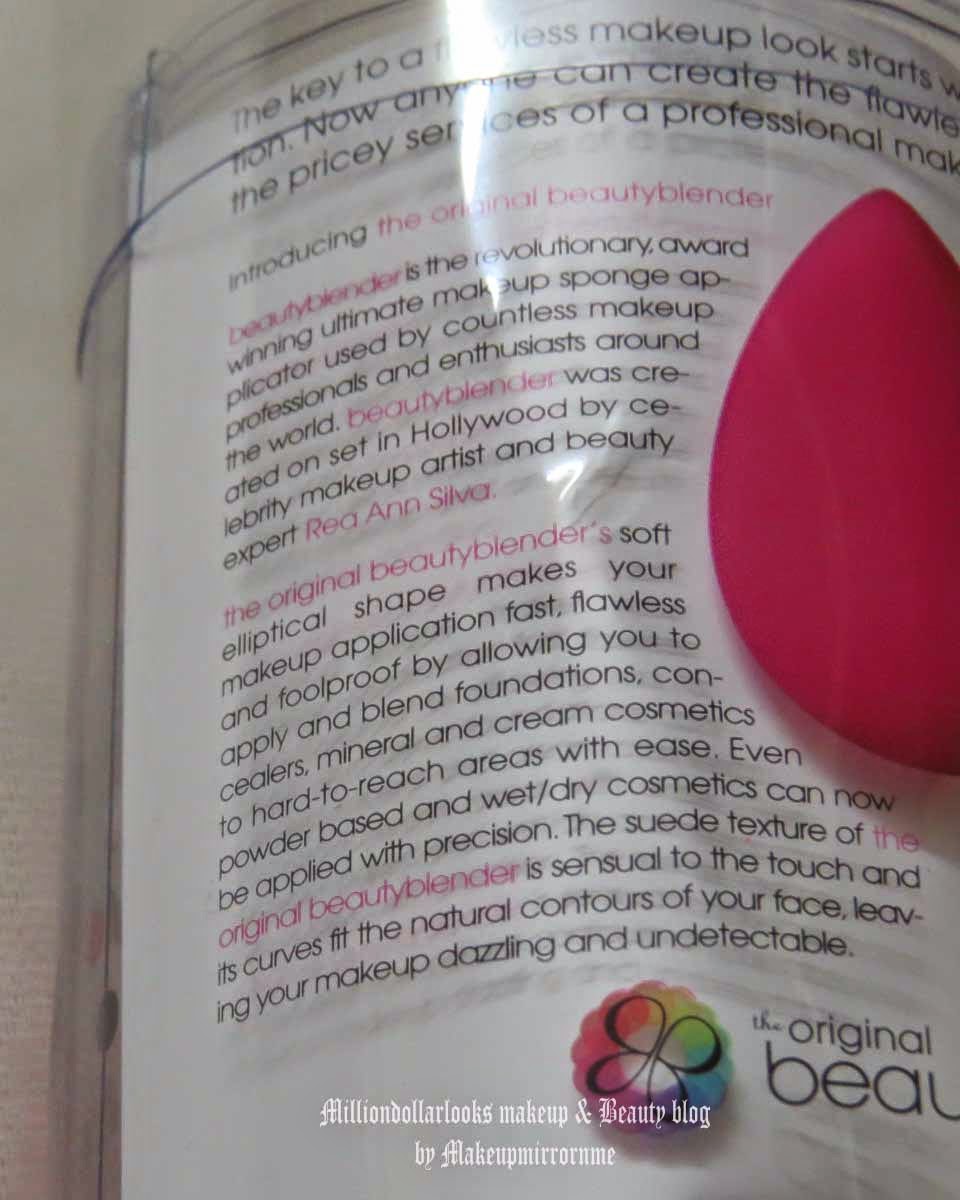 The key to a flawless makeup look starts w
tion. Now anyone can create the flawle
the pricey services of a professional mak
introducing the original beautyblender
beautyblender is the revolutionary, award
winning ultimate makeup sponge ap-
plicator used by countless makeup
professionals and enthusiasts around
the world. beautyblender was cre-
ated on set in Hollywood by ce-
lebrity makeup artist and beauty
expert Rea Ann Silva.
the original beautyblender's soft
elliptical shape makes your
makeup application fast, flawless
and foolproof by allowing you to
apply and blend foundations, con-
cealers, mineral and cream cosmetics
to hard-to-reach areas with ease. Even
powder based and wet/dry cosmetics can now
be applied with precision. The suede texture of the
original beautyblender is sensual to the touch and
its curves fit the natural contours of your face, leav-
ing your makeup dazzling and undetectable.
the original
beau
Milliondollarlooks makeup & Beauty blog
by Makeupmirrornme